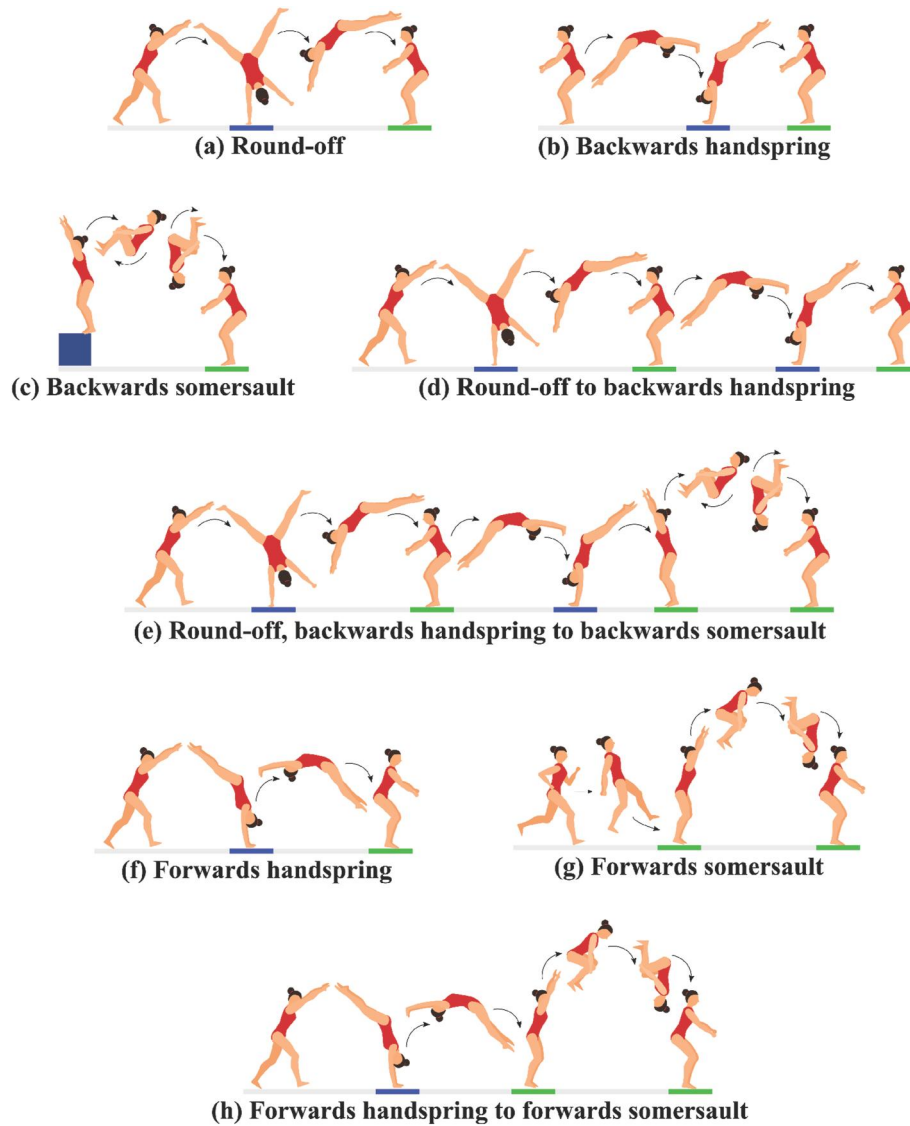 (a) Round-off
(b) Backwards handspring
(c) Backwards somersault
(d) Round-off to backwards handspring
(e) Round-off, backwards handspring to backwards somersault
(f) Forwards handspring
(g) Forwards somersault
(h) Forwards handspring to forwards somersault